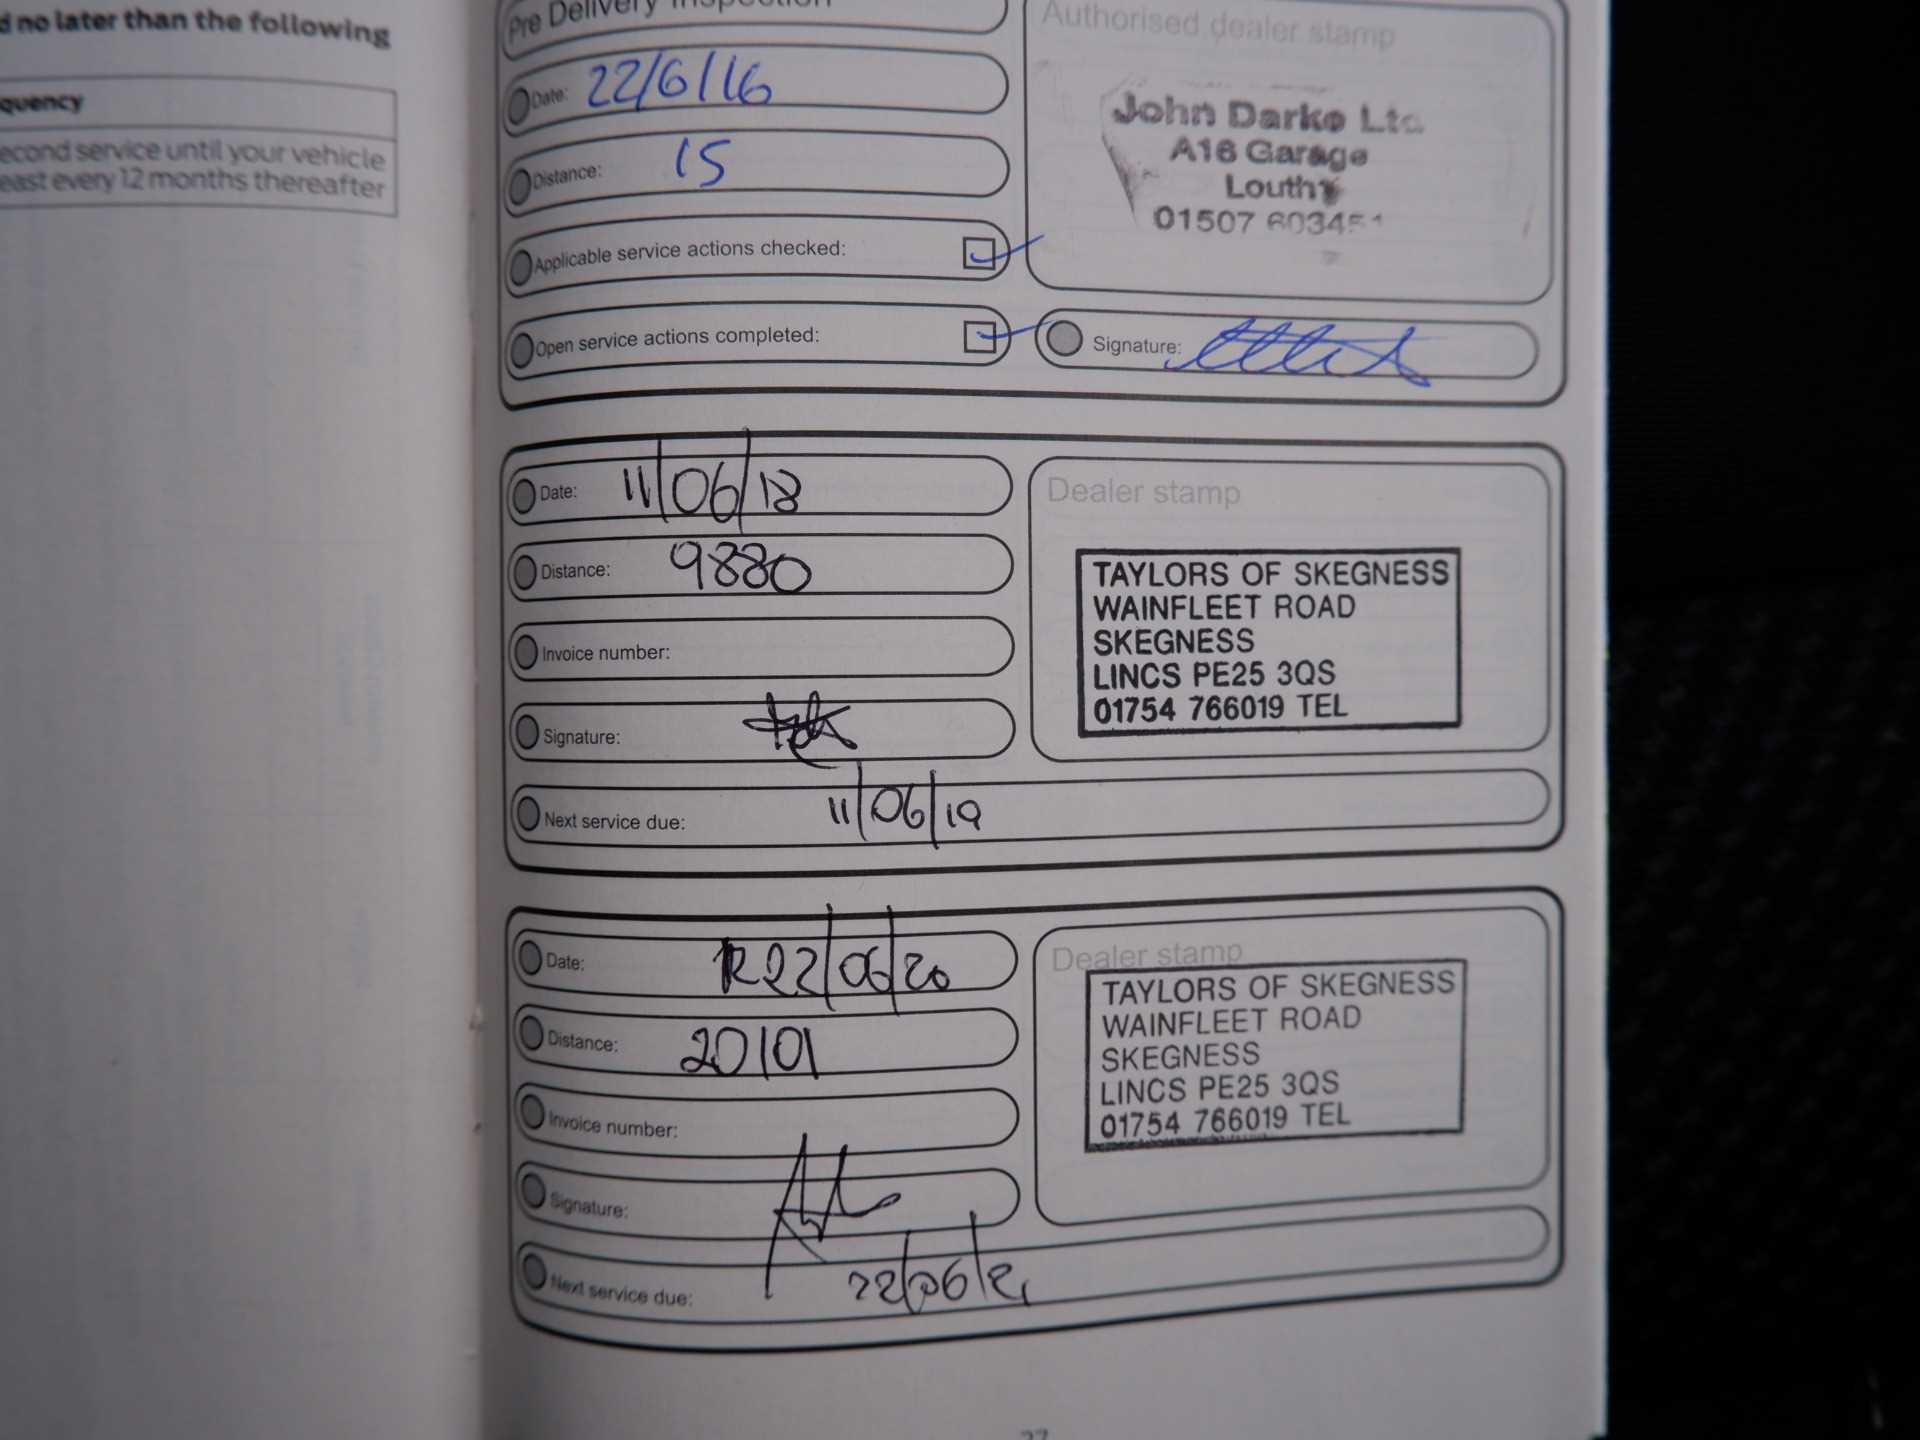 d no later than the following
quency
econd service until your vehicle
east every 12 months thereafter
Pre Delivery Inspection
Date: 22/6/16
Distance: 15
Applicable service actions checked:
Open service actions completed:
Authorised dealer stamp
John Darke Ltd
A16 Garage
Louth
01507 603451
Signature:
Date: 11/06/18
Distance: 9880
Invoice number:
Signature:
Next service due: 11/06/19
Dealer stamp
TAYLORS OF SKEGNESS
WAINFLEET ROAD
SKEGNESS
LINCS PE25 3QS
01754 766019 TEL
Date: 22/06/20
Distance: 20101
Invoice number:
Signature:
Next service due: 22/06/21
Dealer stamp
TAYLORS OF SKEGNESS
WAINFLEET ROAD
SKEGNESS
LINCS PE25 3QS
01754 766019 TEL